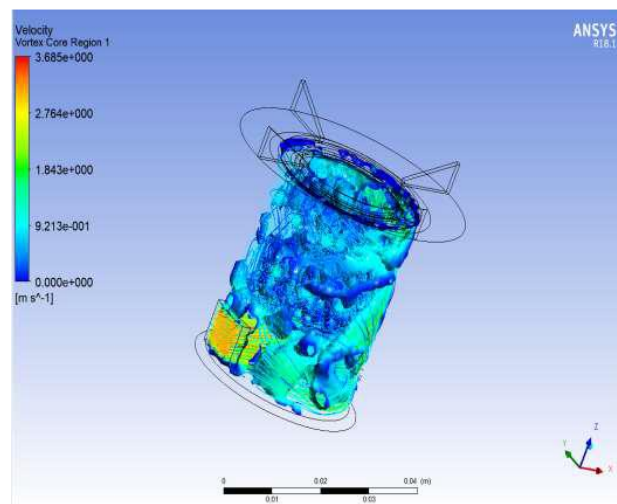 Velocity
Vortex Core Region 1
3.685e+000
2.764e+000
1.843e+000
9.213e-001
0.000e+000
[m s^-1]
ANSYS
R18.1
Z
Y
X
0 0.02 0.04 (m)
0.01 0.03